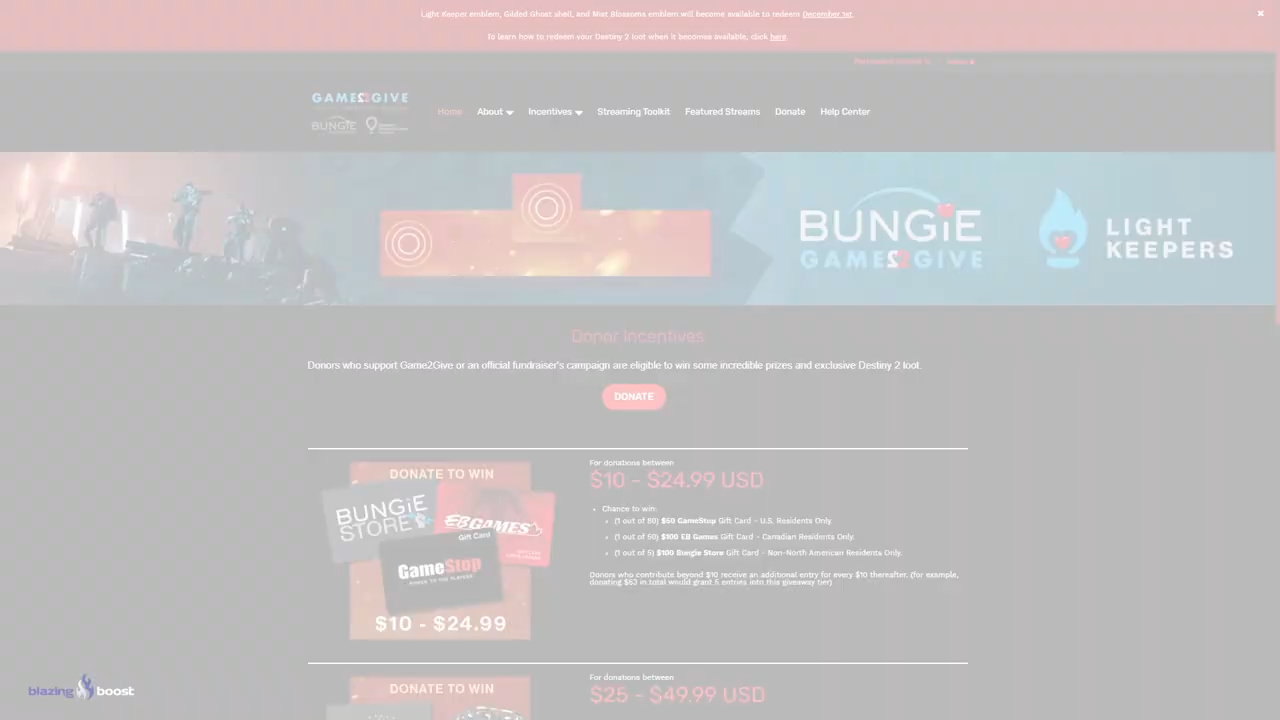 Light Keeper emblem, Gilded Ghost shell, and Mist Blossoms emblem will become available to redeem December 1st.
To learn how to redeem your Destiny 2 loot when it becomes available, click here.
GAME22GIVE
BUNGiE
Home About Incentives Streaming Toolkit Featured Streams Donate Help Center
BUNGiE
GAME22GIVE
LIGHT
KEEPERS
Donor Incentives
Donors who support Game2Give or an official fundraiser's campaign are eligible to win some incredible prizes and exclusive Destiny 2 loot.
DONATE
DONATE TO WIN
BUNGiE
STORE
EB GAMES
Gift Card
GameStop
POWER TO THE PLAYERS
$10 - $24.99
For donations between
$10 - $24.99 USD
Chance to win:
(1 out of 80) $50 GameStop Gift Card - U.S. Residents Only.
(1 out of 50) $100 EB Games Gift Card - Canadian Residents Only.
(1 out of 5) $100 Bungie Store Gift Card - Non-North American Residents Only.
Donors who contribute beyond $10 receive an additional entry for every $10 thereafter. (for example,
donating $63 in total would grant 6 entries into this giveaway tier)
DONATE TO WIN
For donations between
$25 - $49.99 USD
blazing boost